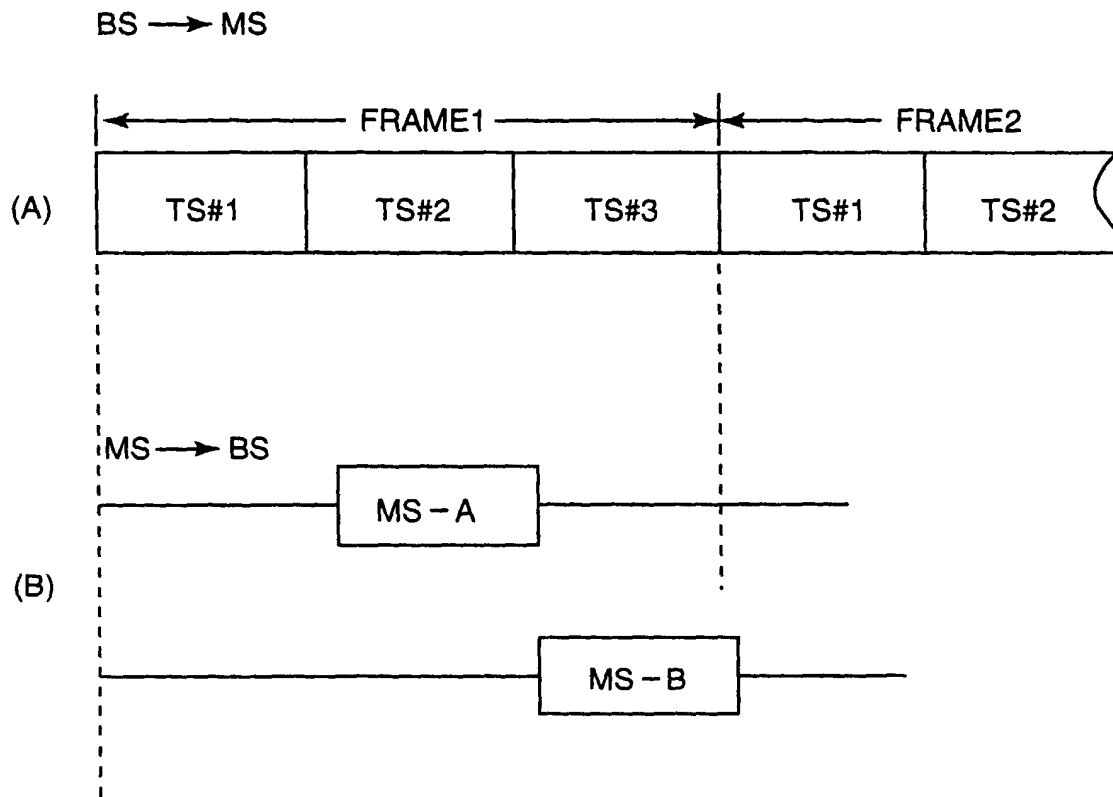 BS → MS
FRAME1 FRAME2
(A) TS#1 TS#2 TS#3 TS#1 TS#2
MS → BS
MS – A
(B)
MS – B